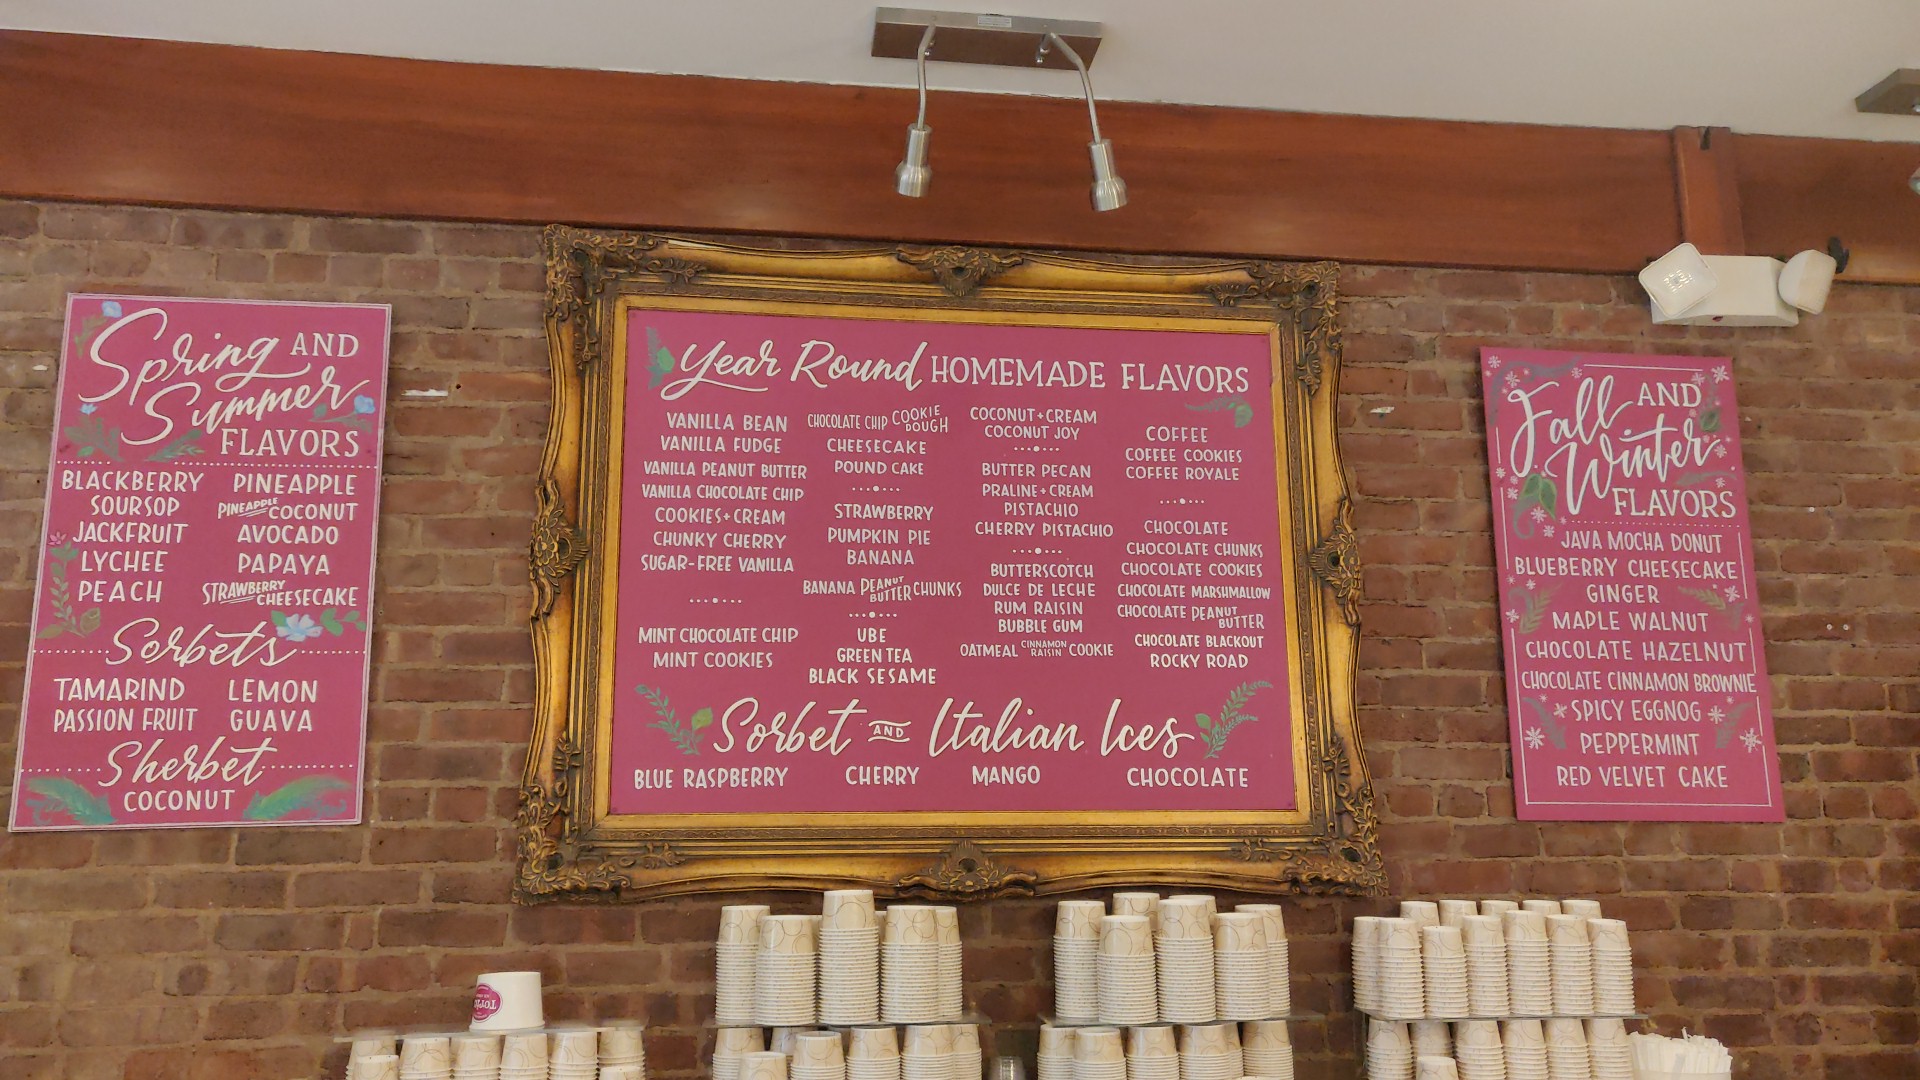 Spring AND
Summer
FLAVORS
BLACKBERRY
SOURSOP
JACKFRUIT
LYCHEE
PEACH
PINEAPPLE
PINEAPPLE COCONUT
AVOCADO
PAPAYA
STRAWBERRY CHEESECAKE
Sorbets
TAMARIND LEMON
PASSION FRUIT GUAVA
Sherbet
COCONUT
Year Round HOMEMADE FLAVORS
VANILLA BEAN
VANILLA FUDGE
VANILLA PEANUT BUTTER
VANILLA CHOCOLATE CHIP
COOKIES+CREAM
CHUNKY CHERRY
SUGAR-FREE VANILLA
MINT CHOCOLATE CHIP
MINT COOKIES
CHOCOLATE CHIP COOKIE DOUGH
CHEESECAKE
POUND CAKE
STRAWBERRY
PUMPKIN PIE
BANANA
BANANA PEANUT BUTTER CHUNKS
UBE
GREEN TEA
BLACK SESAME
COCONUT+CREAM
COCONUT JOY
BUTTER PECAN
PRALINE+CREAM
PISTACHIO
CHERRY PISTACHIO
BUTTERSCOTCH
DULCE DE LECHE
RUM RAISIN
BUBBLE GUM
OATMEAL CINNAMON RAISIN COOKIE
COFFEE
COFFEE COOKIES
COFFEE ROYALE
CHOCOLATE
CHOCOLATE CHUNKS
CHOCOLATE COOKIES
CHOCOLATE MARSHMALLOW
CHOCOLATE PEANUT BUTTER
CHOCOLATE BLACKOUT
ROCKY ROAD
Sorbet AND Italian Ices
BLUE RASPBERRY CHERRY MANGO CHOCOLATE
Fall AND
Winter
FLAVORS
JAVA MOCHA DONUT
BLUEBERRY CHEESECAKE
GINGER
MAPLE WALNUT
CHOCOLATE HAZELNUT
CHOCOLATE CINNAMON BROWNIE
SPICY EGGNOG
PEPPERMINT
RED VELVET CAKE